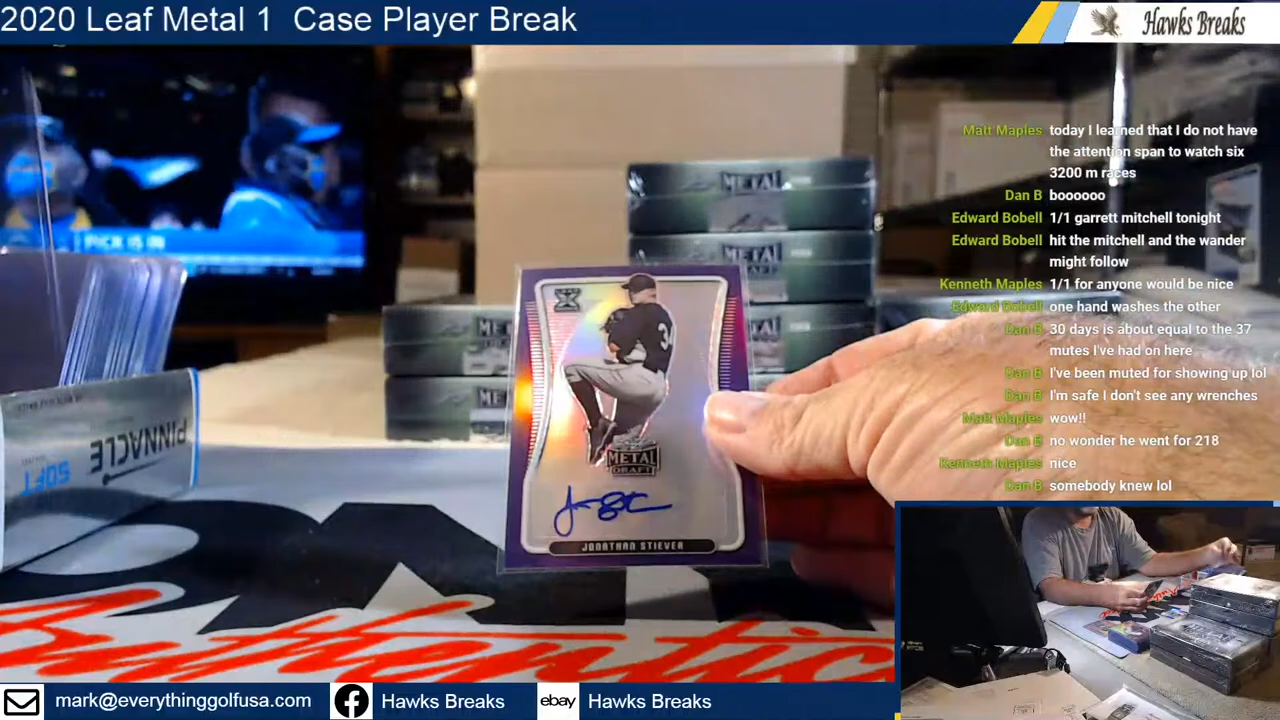 2020 Leaf Metal 1 Case Player Break
Hawks Breaks
PICK IS IN
Matt Maples today I learned that I do not have
the attention span to watch six
3200 m races
Dan B boooooo
Edward Bobell 1/1 garrett mitchell tonight
Edward Bobell hit the mitchell and the wander
might follow
Kenneth Maples 1/1 for anyone would be nice
Edward Bobell one hand washes the other
Dan B 30 days is about equal to the 37
mutes I've had on here
Dan B I've been muted for showing up lol
Dan B I'm safe I don't see any wrenches
Matt Maples wow!!
Dan B no wonder he went for 218
Kenneth Maples nice
Dan B somebody knew lol
METAL
METAL
DRAFT
34
METAL
DRAFT
JONATHAN STIEVER
PINNACLE
SOFT
Authentic
mark@everythinggolfusa.com
Hawks Breaks
ebay
Hawks Breaks